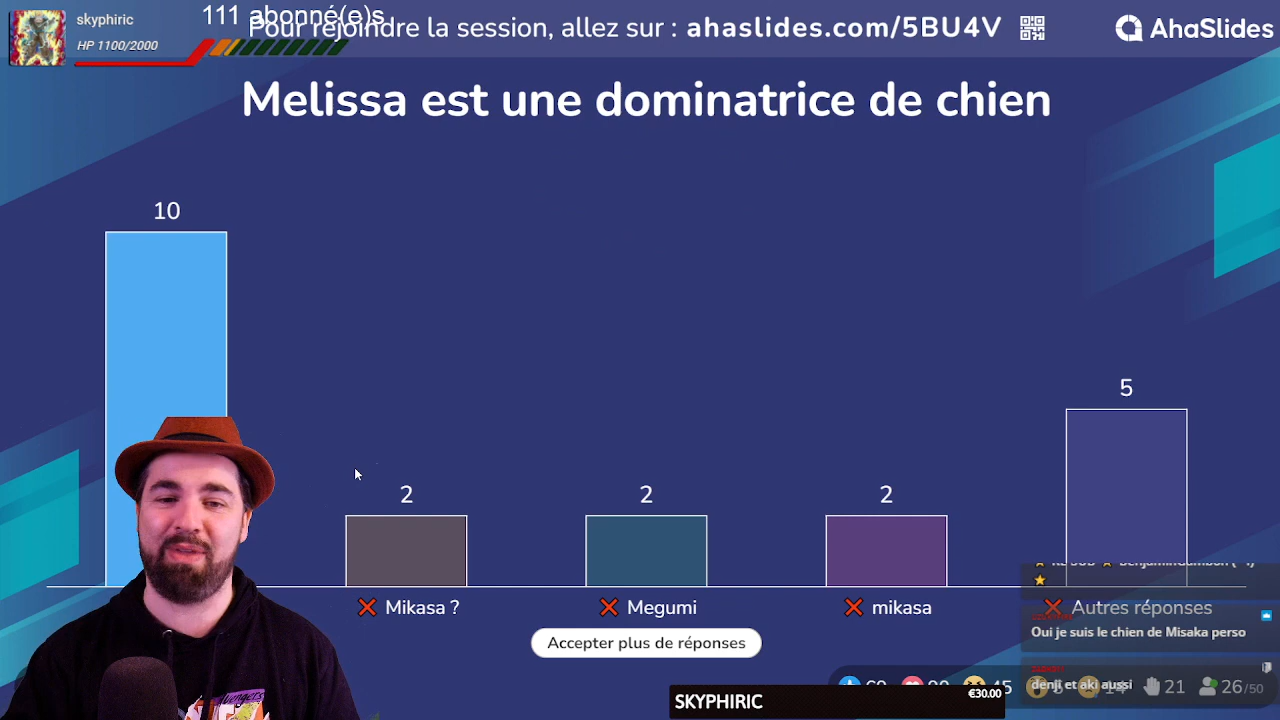 skyphiric
HP 1100/2000
111 abonné(e)s
Pour rejoindre la session, allez sur : ahaslides.com/5BU4V
AhaSlides
Melissa est une dominatrice de chien
10
2
2
2
5
❌ Mikasa ?
❌ Megumi
❌ mikasa
❌ Autres réponses
Accepter plus de réponses
Oui je suis le chien de Misaka perso
denji et aki aussi
21
26/50
SKYPHIRIC
€30.00